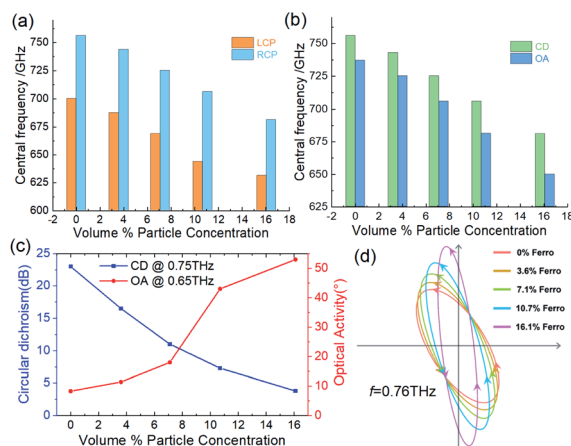 (a)
LCP
RCP
Central frequency /GHz
750
725
700
675
650
625
600
-2 0 2 4 6 8 10 12 14 16 18
Volume % Particle Concentration
(b)
CD
OA
Central frequency /GHz
750
725
700
675
650
625
-2 0 2 4 6 8 10 12 14 16 18
Volume % Particle Concentration
(c)
CD @ 0.75THz
OA @ 0.65THz
Circular dichroism(dB)
25
20
15
10
5
0
Optical Activity(°)
50
40
30
20
10
0
0 2 4 6 8 10 12 14 16
Volume % Particle Concentration
(d)
0% Ferro
3.6% Ferro
7.1% Ferro
10.7% Ferro
16.1% Ferro
f=0.76THz